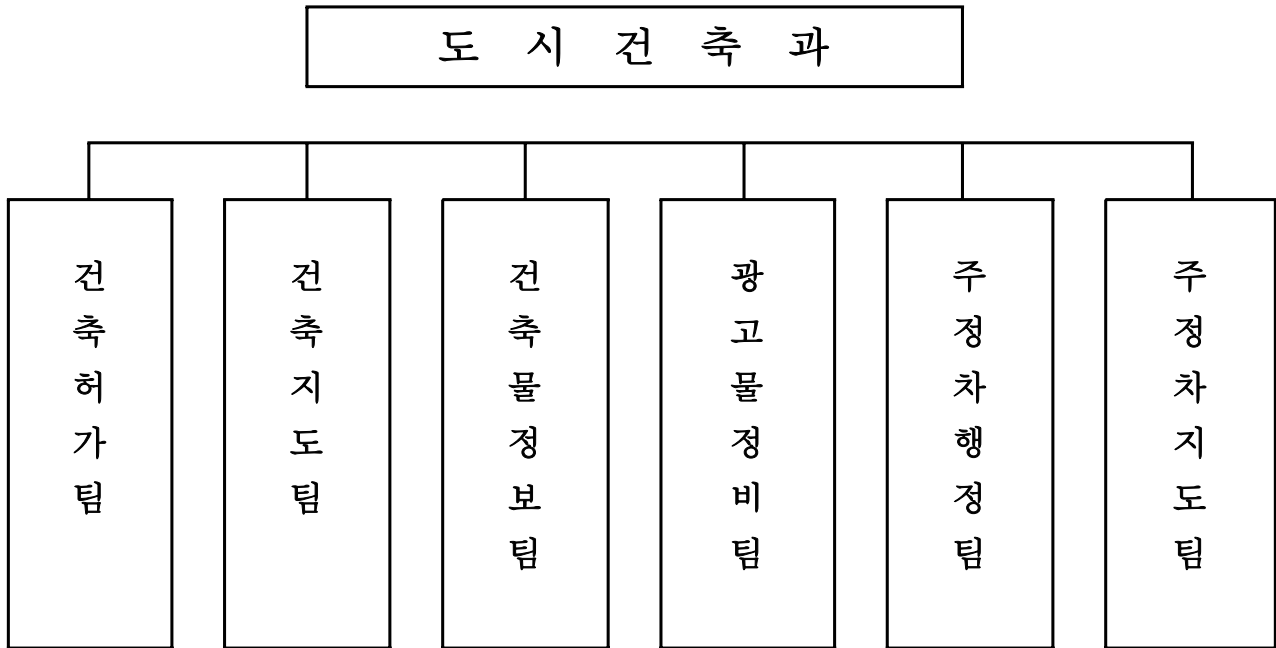 도 시 건 축 과
건축허가팀
건축지도팀
건축물정보팀
광고물정비팀
주정차행정팀
주정차지도팀